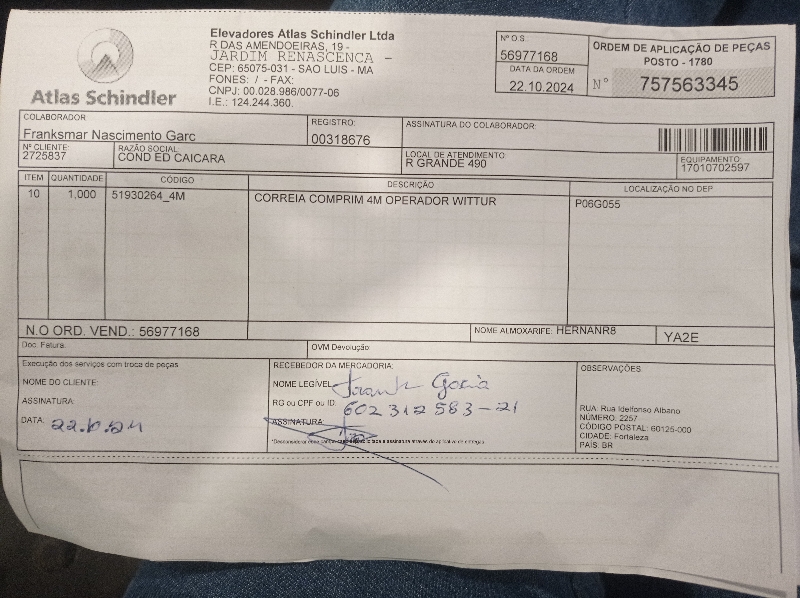 Atlas Schindler
Elevadores Atlas Schindler Ltda
R DAS AMENDOEIRAS, 19 -
JARDIM RENASCENCA -
CEP: 65075-031 - SAO LUIS - MA
FONES: / - FAX:
CNPJ: 00.028.986/0077-06
I.E.: 124.244.360.
Nº O.S.
56977168
DATA DA ORDEM
22.10.2024
ORDEM DE APLICAÇÃO DE PEÇAS
POSTO - 1780
Nº 757563345
COLABORADOR
Franksmar Nascimento Garc
REGISTRO:
00318676
ASSINATURA DO COLABORADOR:
Nº CLIENTE:
2725837
RAZÃO SOCIAL:
COND ED CAICARA
LOCAL DE ATENDIMENTO
R GRANDE 490
EQUIPAMENTO:
17010702597
ITEM QUANTIDADE CÓDIGO DESCRIÇÃO LOCALIZAÇÃO NO DEP
10 1,000 51930264_4M CORREIA COMPRIM 4M OPERADOR WITTUR P06G055
N.O ORD. VEND.: 56977168
NOME ALMOXARIFE: HERNANR8
YA2E
Doc. Fatura:
OVM Devolução:
Execução dos serviços com troca de peças
NOME DO CLIENTE:
ASSINATURA:
DATA: 22.10.24
RECEBEDOR DA MERCADORIA:
NOME LEGÍVEL: Frank Garcia
RG ou CPF ou ID: 602312583-21
ASSINATURA:
*Desconsiderar
OBSERVAÇÕES
RUA: Rua Idelfonso Albano
NÚMERO: 2257
CÓDIGO POSTAL: 60125-000
CIDADE: Fortaleza
PAÍS: BR